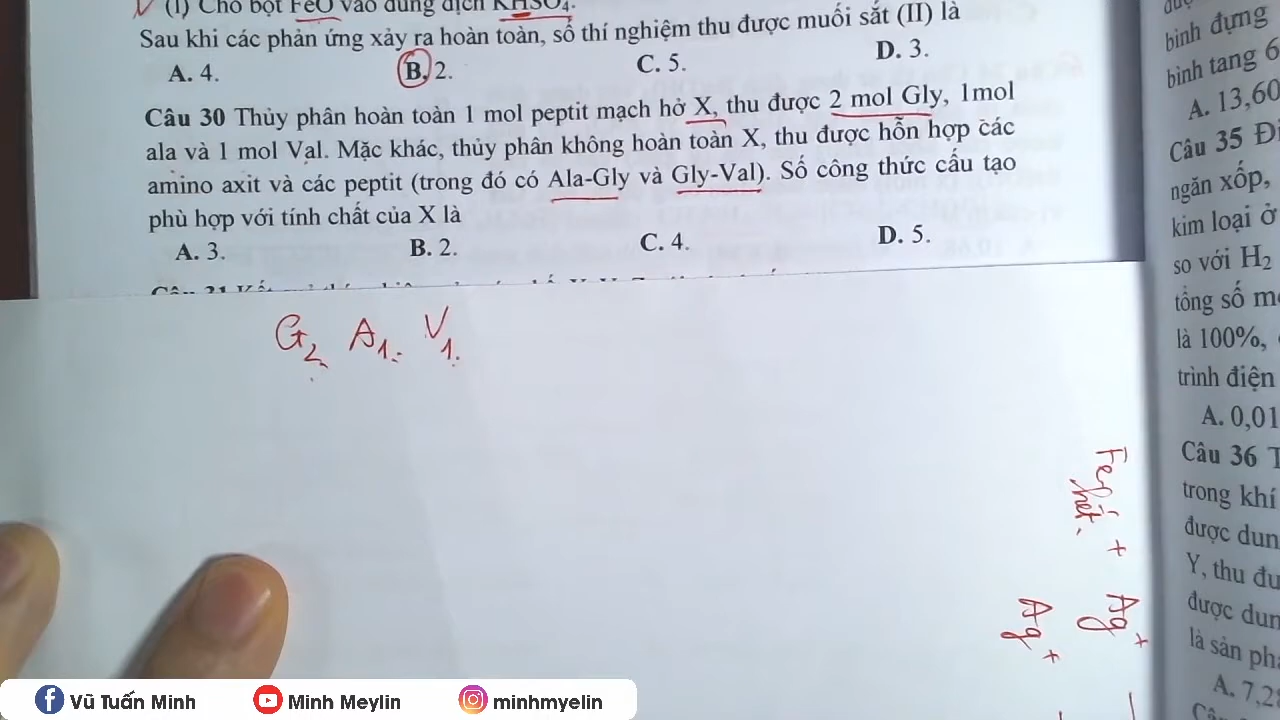 (1) Cho bột FeO vào dung dịch KHSO₄.
Sau khi các phản ứng xảy ra hoàn toàn, số thí nghiệm thu được muối sắt (II) là
A. 4. B. 2. C. 5. D. 3.
Câu 30 Thủy phân hoàn toàn 1 mol peptit mạch hở X, thu được 2 mol Gly, 1mol
ala và 1 mol Val. Mặc khác, thủy phân không hoàn toàn X, thu được hỗn hợp các
amino axit và các peptit (trong đó có Ala-Gly và Gly-Val). Số công thức cấu tạo
phù hợp với tính chất của X là
A. 3. B. 2. C. 4. D. 5.
G₂ A₁ V₁
hết
+ Ag⁺
Ag⁺
bình đựng
bình tang 6
A. 13,60
Câu 35
ngăn xốp,
kim loại ở
so với H₂
tổng số
là 100%,
trình điện
A. 0,01
Câu 36
trong khí
được dun
Y, thu
được dun
là sản
A. 7,2
Vũ Tuấn Minh Minh Meylin minhmyelin